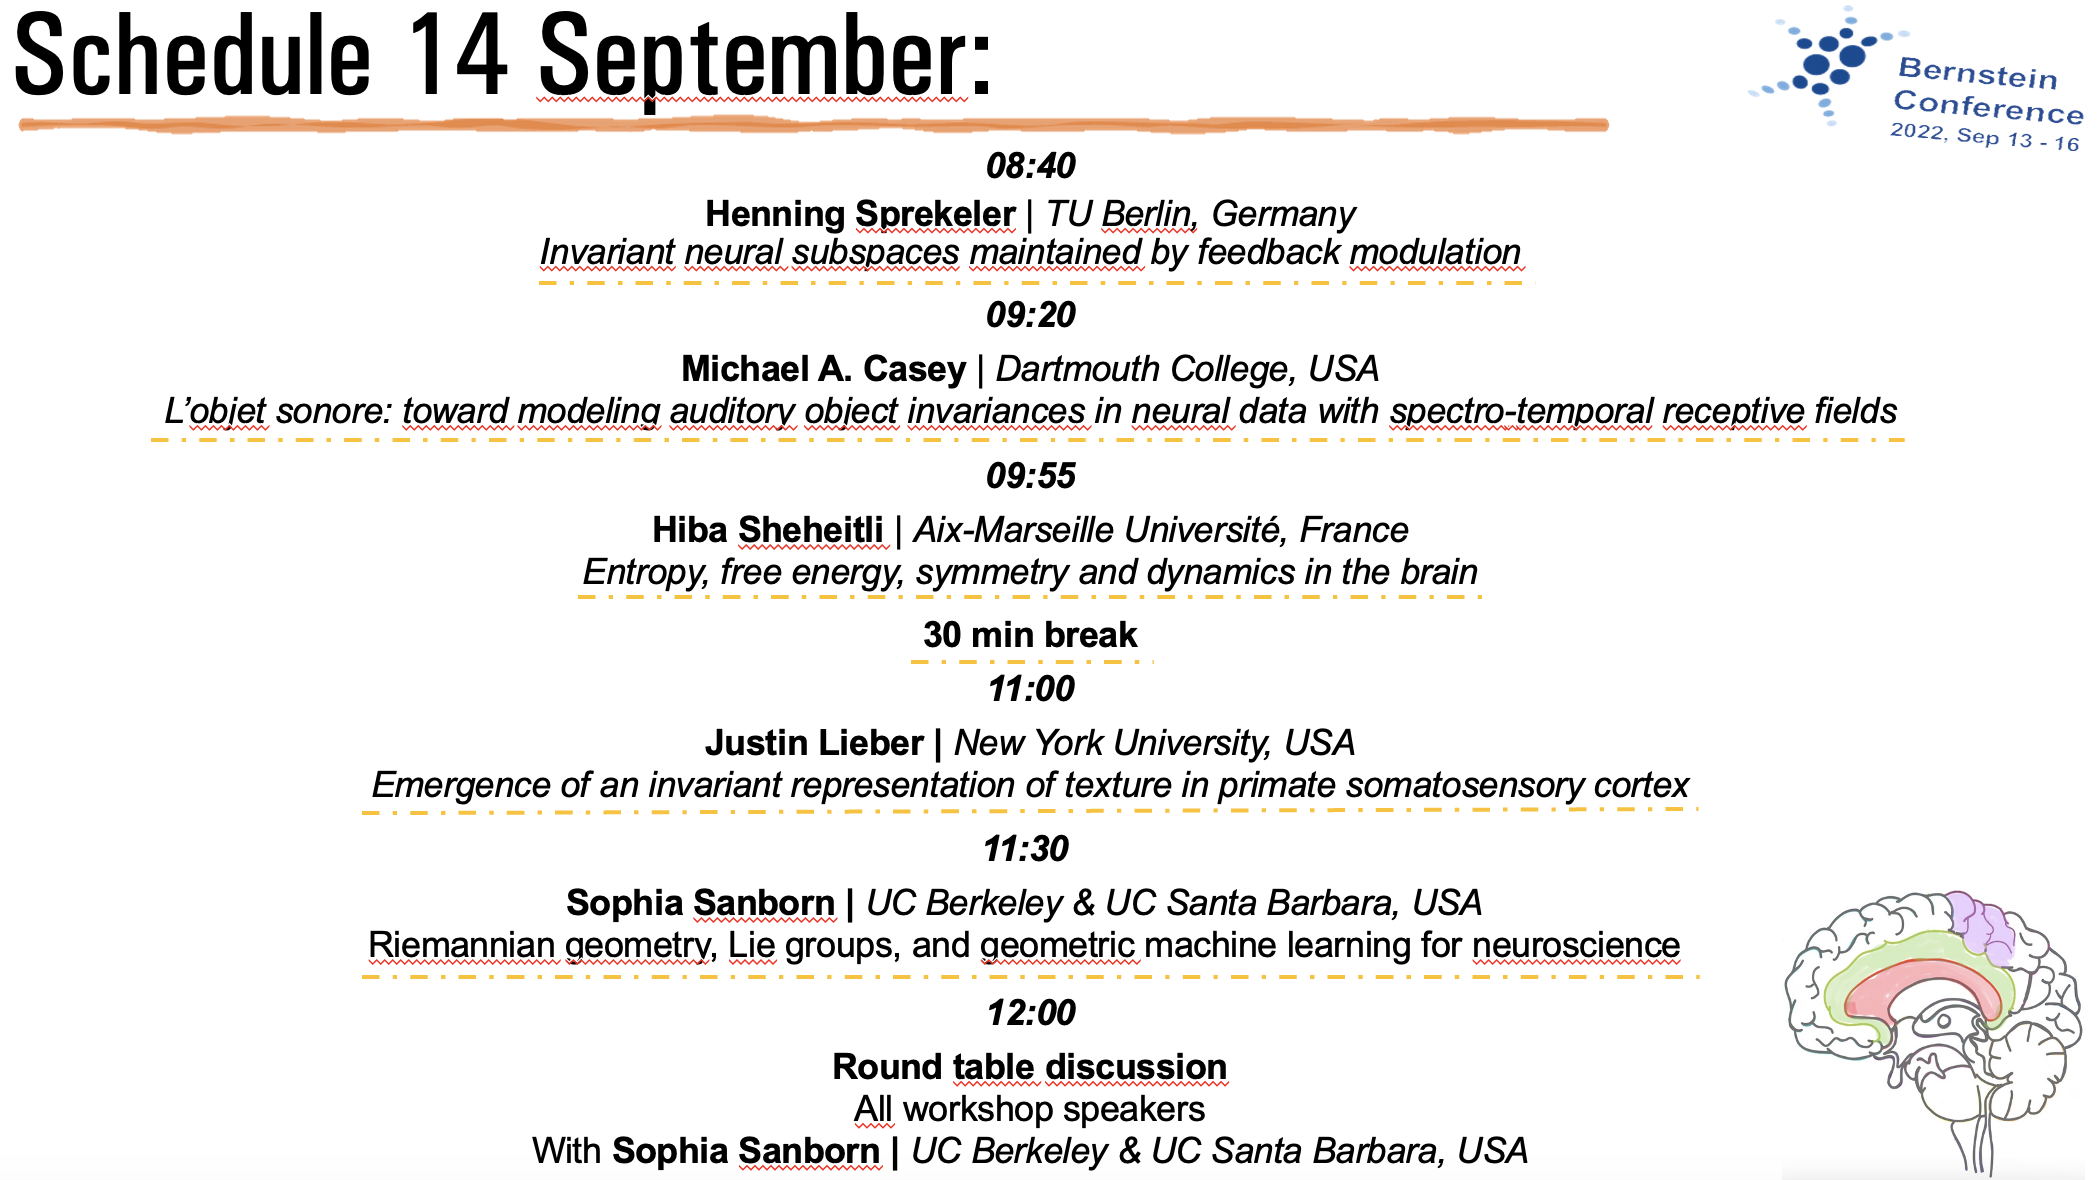 Schedule 14 September:
Bernstein
Conference
2022, Sep 13 - 16
08:40
Henning Sprekeler | TU Berlin, Germany
Invariant neural subspaces maintained by feedback modulation
09:20
Michael A. Casey | Dartmouth College, USA
L’objet sonore: toward modeling auditory object invariances in neural data with spectro-temporal receptive fields
09:55
Hiba Sheheitli | Aix-Marseille Université, France
Entropy, free energy, symmetry and dynamics in the brain
30 min break
11:00
Justin Lieber | New York University, USA
Emergence of an invariant representation of texture in primate somatosensory cortex
11:30
Sophia Sanborn | UC Berkeley & UC Santa Barbara, USA
Riemannian geometry, Lie groups, and geometric machine learning for neuroscience
12:00
Round table discussion
All workshop speakers
With Sophia Sanborn | UC Berkeley & UC Santa Barbara, USA